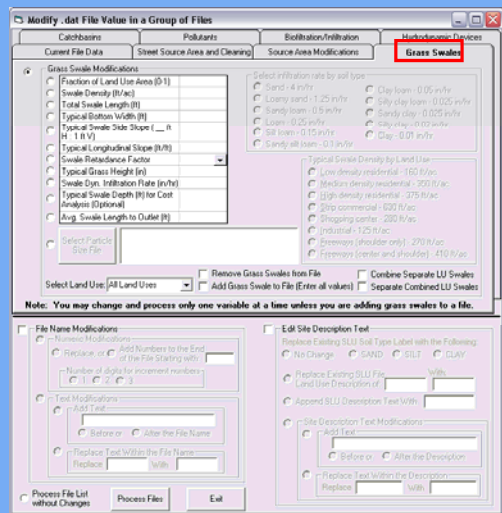 Modify .dat File Value in a Group of Files
Catchbasins
Pollutants
Biofiltration/Infiltration
Hydrodynamic Devices
Current File Data
Street Source Area and Cleaning
Source Area Modifications
Grass Swales
Grass Swale Modifications
Fraction of Land Use Area (0-1)
Swale Density (ft/ac)
Total Swale Length (ft)
Typical Bottom Width (ft)
Typical Swale Side Slope ( __ ft
H : 1 ft V)
Typical Longitudinal Slope (ft/ft)
Swale Retardance Factor
Typical Grass Height (in)
Swale Dyn. Infiltration Rate (in/hr)
Typical Swale Depth (ft) for Cost
Analysis (Optional)
Avg. Swale Length to Outlet (ft)
Select infiltration rate by soil type
Sand - 4 in/hr
Loamy sand - 1.25 in/hr
Sandy loam - 0.5 in/hr
Loam - 0.25 in/hr
Silt loam - 0.15 in/hr
Sandy silt loam - 0.1 in/hr
Clay loam - 0.05 in/hr
Silty clay loam - 0.025 in/hr
Sandy clay - 0.025 in/hr
Silty clay - 0.02 in/hr
Clay - 0.01 in/hr
Typical Swale Density by Land Use
Low density residential - 160 ft/ac
Medium density residential - 350 ft/ac
High density residential - 375 ft/ac
Strip commercial - 630 ft/ac
Shopping center - 280 ft/ac
Industrial - 125 ft/ac
Freeways (shoulder only) - 270 ft/ac
Freeways (center and shoulder) - 410 ft/ac
Select Particle
Size File
Select Land Use: All Land Uses
Remove Grass Swales from File
Add Grass Swale to File (Enter all values)
Combine Separate LU Swales
Separate Combined LU Swales
Note: You may change and process only one variable at a time unless you are adding grass swales to a file.
File Name Modifications
Numeric Modifications
Replace or
Add Numbers to the End
of the File Starting with:
Number of digits for increment numbers
1 2 3
Text Modifications
Add Text
Before or After the File Name
Replace Text Within the File Name
Replace With
Process File List
without Changes
Process Files
Exit
Edit Site Description Text
Replace Existing SLU Soil Type Label with the Following:
No Change SAND SILT CLAY
Replace Existing SLU File
Land Use Description of
With
Append SLU Description Text With:
Site Description Text Modifications
Add Text
Before or After the Description
Replace Text Within the Description
Replace With